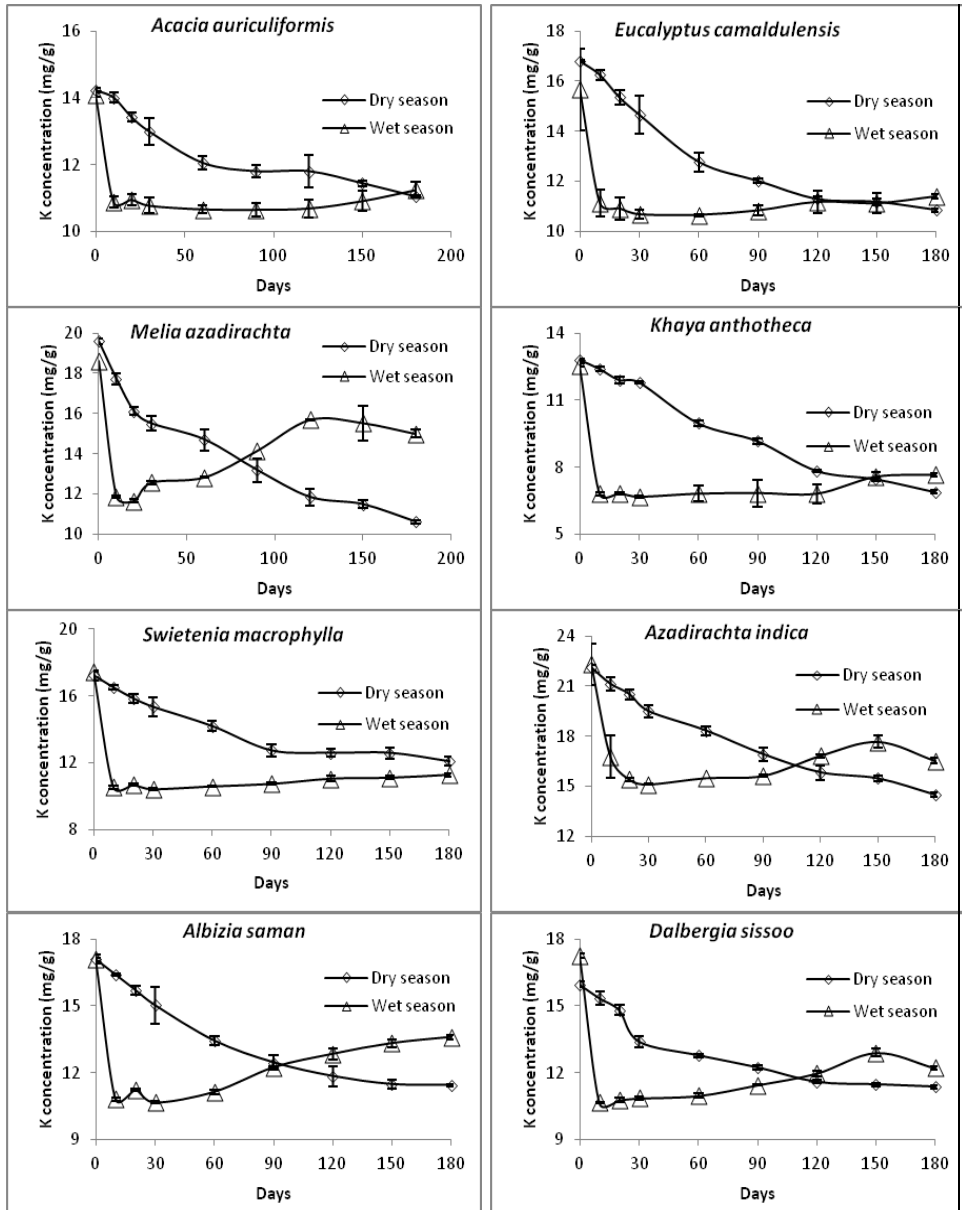 Acacia auriculiformis
K concentration (mg/g)
16
14
12
10
0 50 100 150 200
Days
Dry season
Wet season
Eucalyptus camaldulensis
K concentration (mg/g)
18
16
14
12
10
0 30 60 90 120 150 180
Days
Dry season
Wet season
Melia azadirachta
K concentration (mg/g)
20
18
16
14
12
10
0 50 100 150 200
Days
Dry season
Wet season
Khaya anthotheca
K concentration (mg/g)
14
11
8
5
0 30 60 90 120 150 180
Days
Dry season
Wet season
Swietenia macrophylla
K concentration (mg/g)
20
16
12
8
0 30 60 90 120 150 180
Days
Dry season
Wet season
Azadirachta indica
K concentration (mg/g)
24
21
18
15
12
0 30 60 90 120 150 180
Days
Dry season
Wet season
Albizia saman
K concentration (mg/g)
18
15
12
9
0 30 60 90 120 150 180
Days
Dry season
Wet season
Dalbergia sissoo
K concentration (mg/g)
18
15
12
9
0 30 60 90 120 150 180
Days
Dry season
Wet season